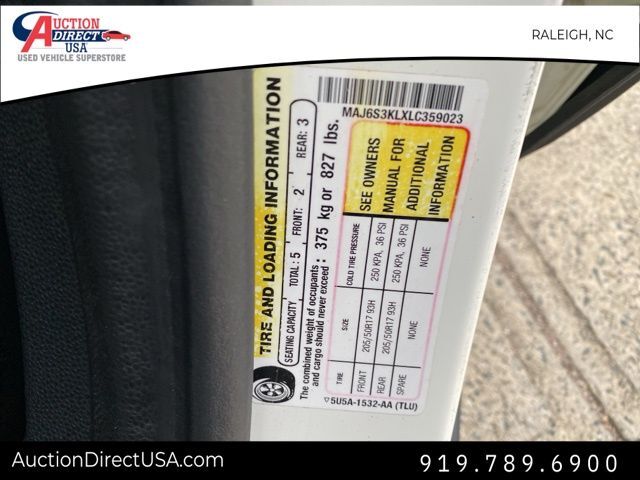 AUCTION
DIRECT
USA
USED VEHICLE SUPERSTORE
RALEIGH, NC
MAJ6S3KLXLC359023
TIRE AND LOADING INFORMATION
SEATING CAPACITY TOTAL: 5 FRONT: 2 REAR: 3
The combined weight of occupants
and cargo should never exceed: 375 kg or 827 lbs.
TIRE SIZE COLD TIRE PRESSURE
FRONT 205/50R17 93H 250 KPA, 36 PSI
REAR 205/50R17 93H 250 KPA, 36 PSI
SPARE NONE NONE
SEE OWNERS
MANUAL FOR
ADDITIONAL
INFORMATION
5U5A-1532-AA (TLU)
AuctionDirectUSA.com
919.789.6900